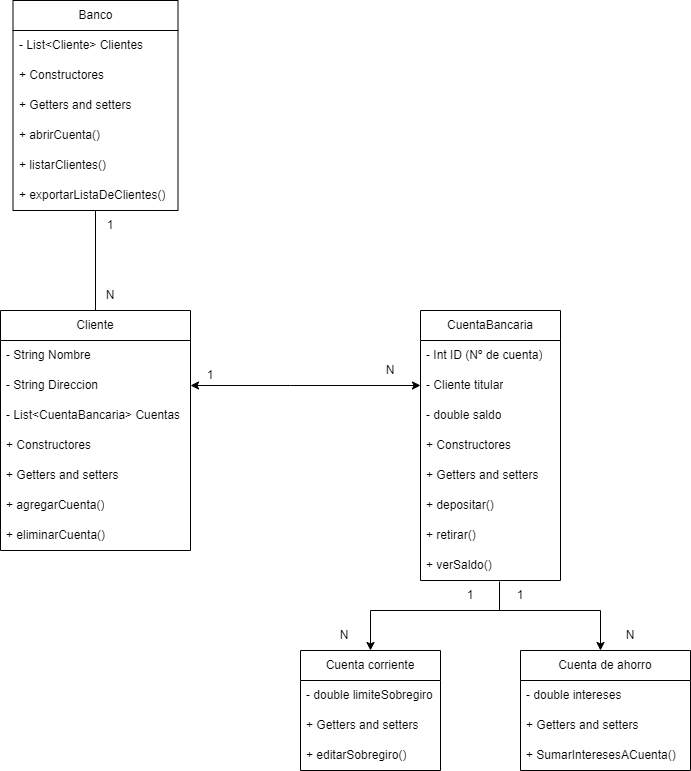 Banco
- List<Cliente> Clientes
+ Constructores
+ Getters and setters
+ abrirCuenta()
+ listarClientes()
+ exportarListaDeClientes()
1
N
Cliente
- String Nombre
- String Direccion
- List<CuentaBancaria> Cuentas
+ Constructores
+ Getters and setters
+ agregarCuenta()
+ eliminarCuenta()
1
N
CuentaBancaria
- Int ID (Nº de cuenta)
- Cliente titular
- double saldo
+ Constructores
+ Getters and setters
+ depositar()
+ retirar()
+ verSaldo()
1
1
N
N
Cuenta corriente
- double limiteSobregiro
+ Getters and setters
+ editarSobregiro()
Cuenta de ahorro
- double intereses
+ Getters and setters
+ SumarInteresesACuenta()